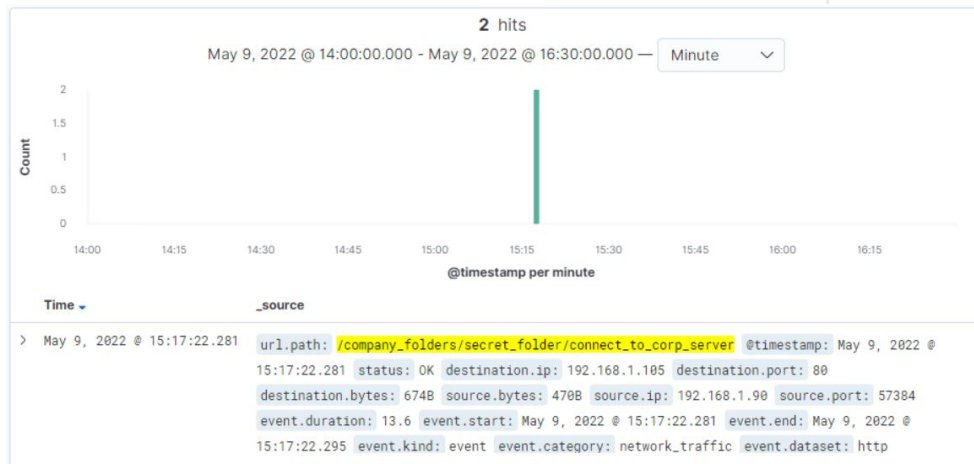 2 hits
May 9, 2022 @ 14:00:00.000 - May 9, 2022 @ 16:30:00.000 — Minute
2
1.5
1
0.5
0
Count
14:00 14:15 14:30 14:45 15:00 15:15 15:30 15:45 16:00 16:15
@timestamp per minute
Time _source
May 9, 2022 @ 15:17:22.281 url.path: /company_folders/secret_folder/connect_to_corp_server @timestamp: May 9, 2022 @
15:17:22.281 status: OK destination.ip: 192.168.1.105 destination.port: 80
destination.bytes: 674B source.bytes: 470B source.ip: 192.168.1.90 source.port: 57384
event.duration: 13.6 event.start: May 9, 2022 @ 15:17:22.281 event.end: May 9, 2022 @
15:17:22.295 event.kind: event event.category: network_traffic event.dataset: http